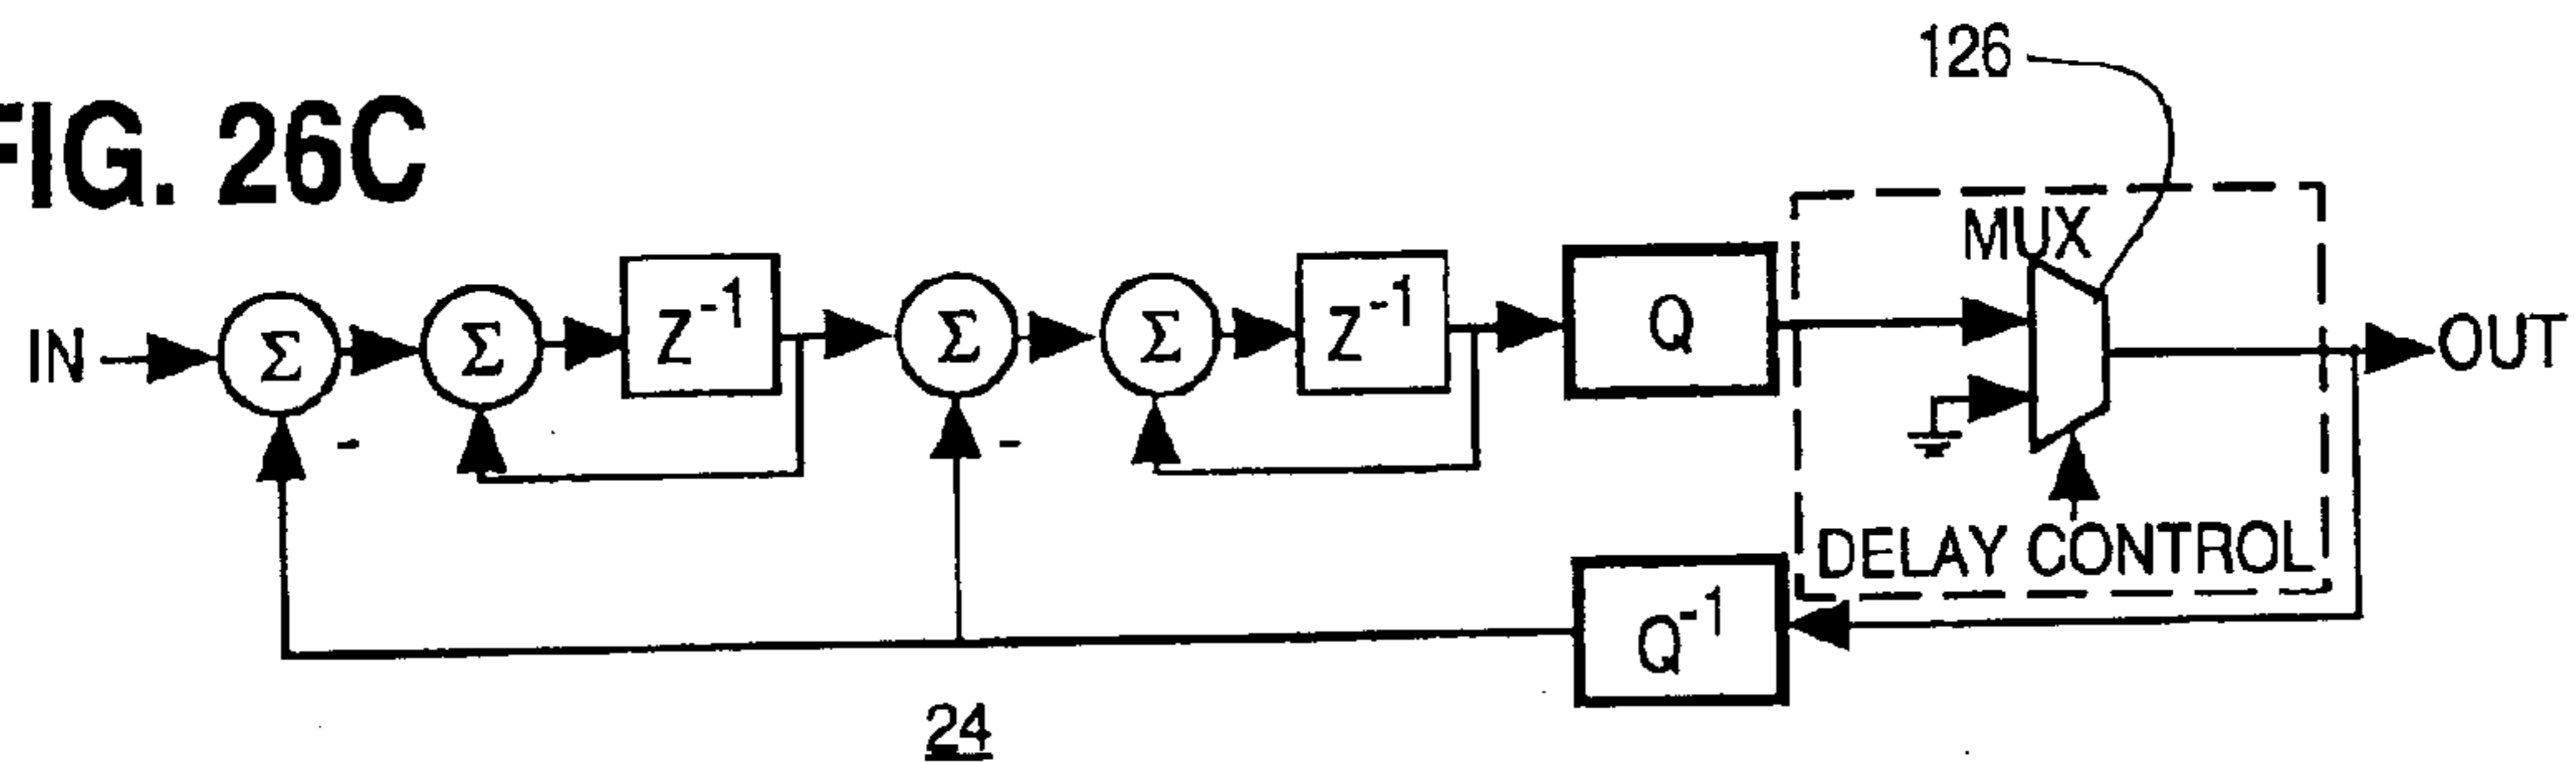 126
FIG. 26C
MUX
IN Σ Σ Z⁻¹ Σ Σ Z⁻¹ Q OUT
- -
DELAY CONTROL
Q⁻¹
24